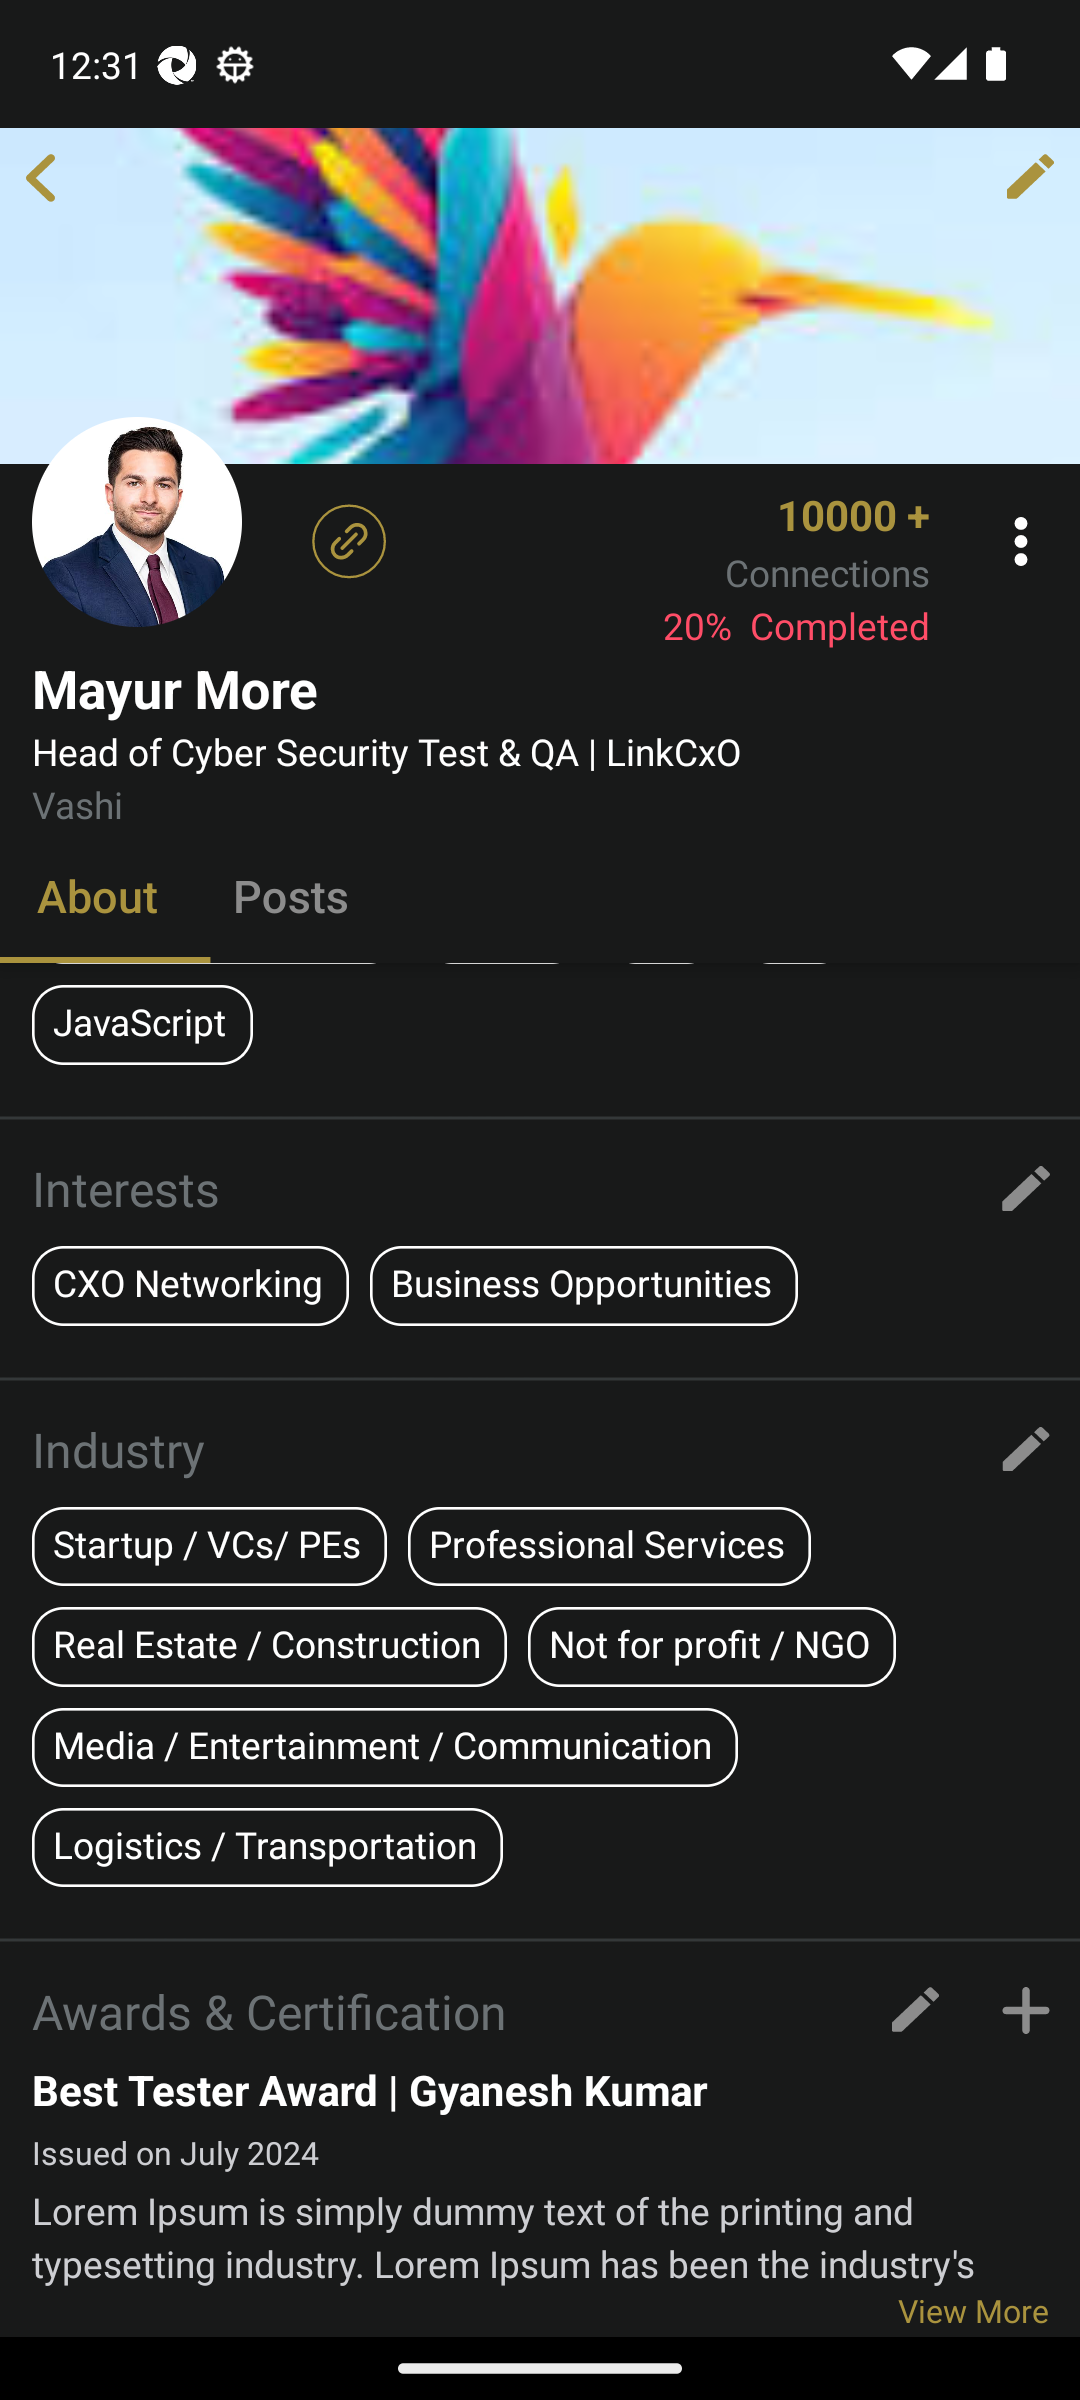 12:31
10000 +
Connections
20% Completed
Mayur More
Head of Cyber Security Test & QA | LinkCxO
Vashi
About Posts
JavaScript
Interests
CXO Networking Business Opportunities
Industry
Startup / VCs/ PEs Professional Services
Real Estate / Construction Not for profit / NGO
Media / Entertainment / Communication
Logistics / Transportation
Awards & Certification
Best Tester Award | Gyanesh Kumar
Issued on July 2024
Lorem Ipsum is simply dummy text of the printing and
typesetting industry. Lorem Ipsum has been the industry's
View More